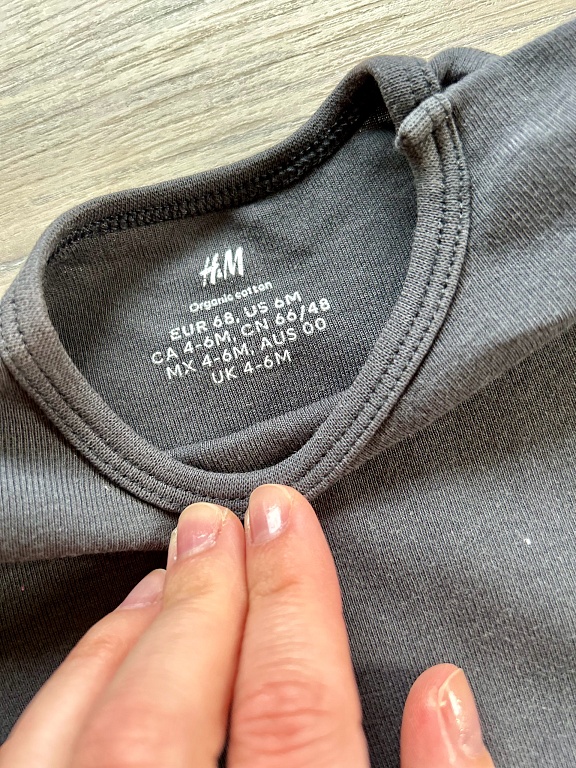 H&M
Organic cotton
EUR 68, US 6M
CA 4-6M, CN 66/48
MX 4-6M, AUS 00
UK 4-6M